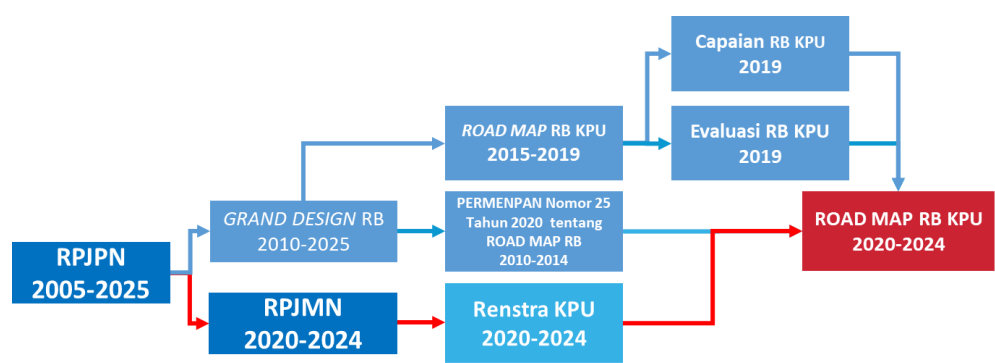 RPJPN
2005-2025
GRAND DESIGN RB
2010-2025
RPJMN
2020-2024
ROAD MAP RB KPU
2015-2019
PERMENPAN Nomor 25
Tahun 2020 tentang
ROAD MAP RB
2010-2014
Renstra KPU
2020-2024
Capaian RB KPU
2019
Evaluasi RB KPU
2019
ROAD MAP RB KPU
2020-2024